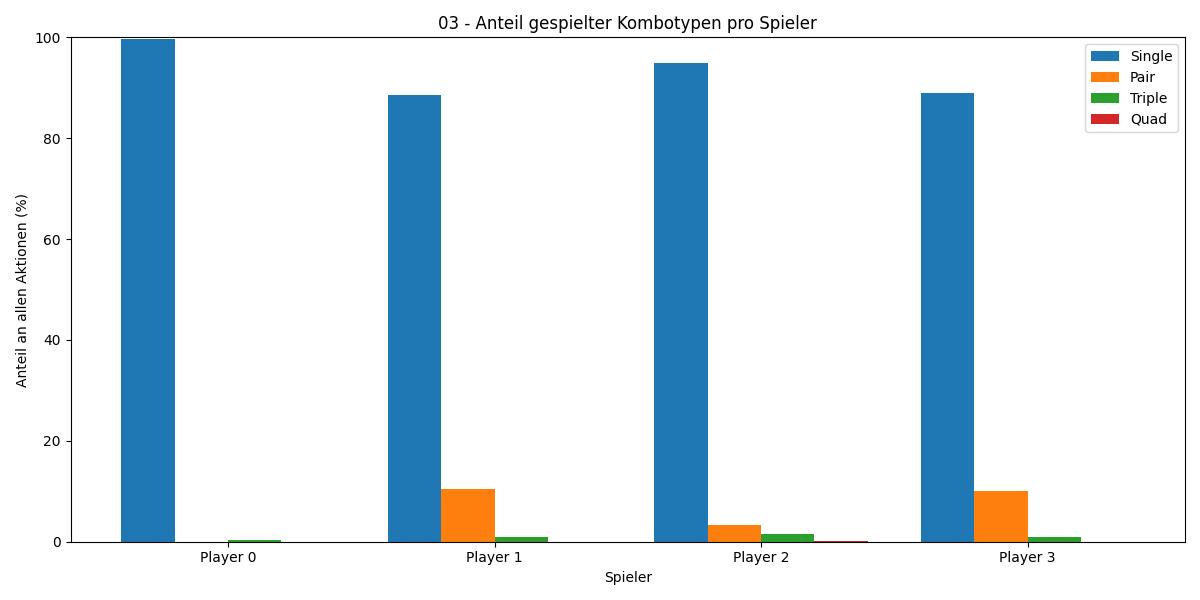 03 - Anteil gespielter Kombotypen pro Spieler
Anteil an allen Aktionen (%)
100
80
60
40
20
0
Single
Pair
Triple
Quad
Player 0
Player 1
Player 2
Player 3
Spieler